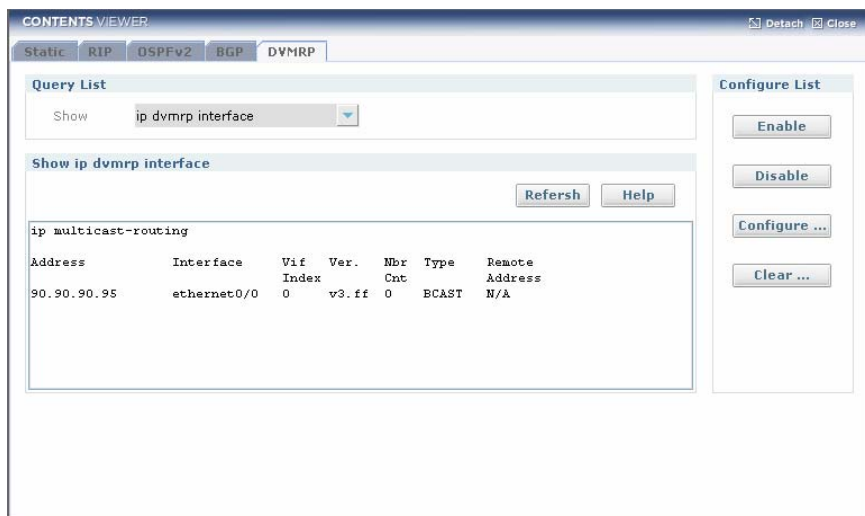 CONTENTS VIEWER
Detach Close
Static RIP OSPFv2 BGP DVMRP
Query List
Show ip dvmrp interface
Show ip dvmrp interface
Refersh Help
ip multicast-routing
Address Interface Vif Ver. Nbr Type Remote
Index Cnt Address
90.90.90.95 ethernet0/0 0 v3.ff 0 BCAST N/A
Configure List
Enable
Disable
Configure ...
Clear ...